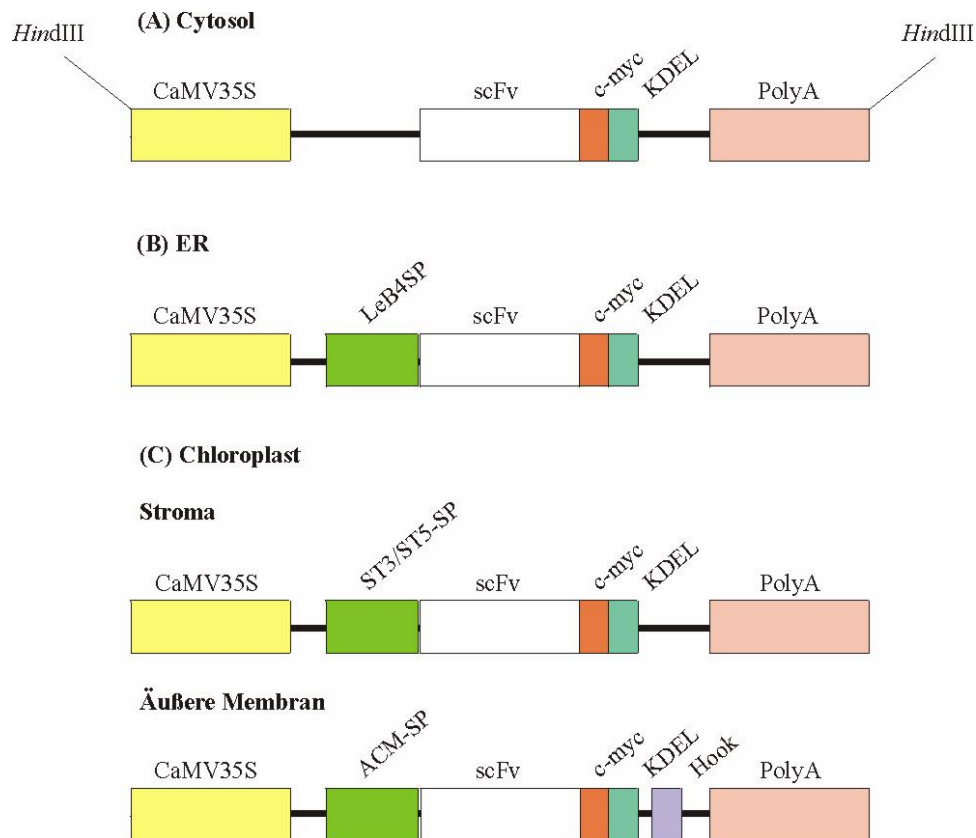 (A) Cytosol
HindIII
HindIII
CaMV35S
scFv
c-myc
KDEL
PolyA
(B) ER
CaMV35S
LeB4SP
scFv
c-myc
KDEL
PolyA
(C) Chloroplast
Stroma
CaMV35S
ST3/ST5-SP
scFv
c-myc
KDEL
PolyA
Äußere Membran
CaMV35S
ACM-SP
scFv
c-myc
KDEL
Hook
PolyA